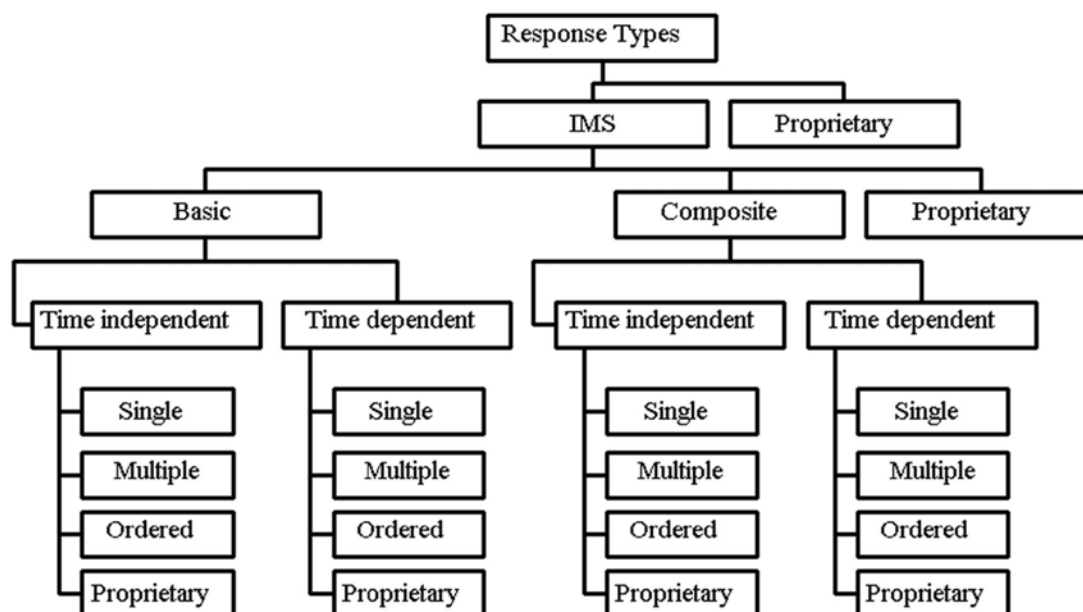 Response Types
IMS
Proprietary
Basic
Composite
Proprietary
Time independent
Time dependent
Time independent
Time dependent
Single
Single
Single
Single
Multiple
Multiple
Multiple
Multiple
Ordered
Ordered
Ordered
Ordered
Proprietary
Proprietary
Proprietary
Proprietary